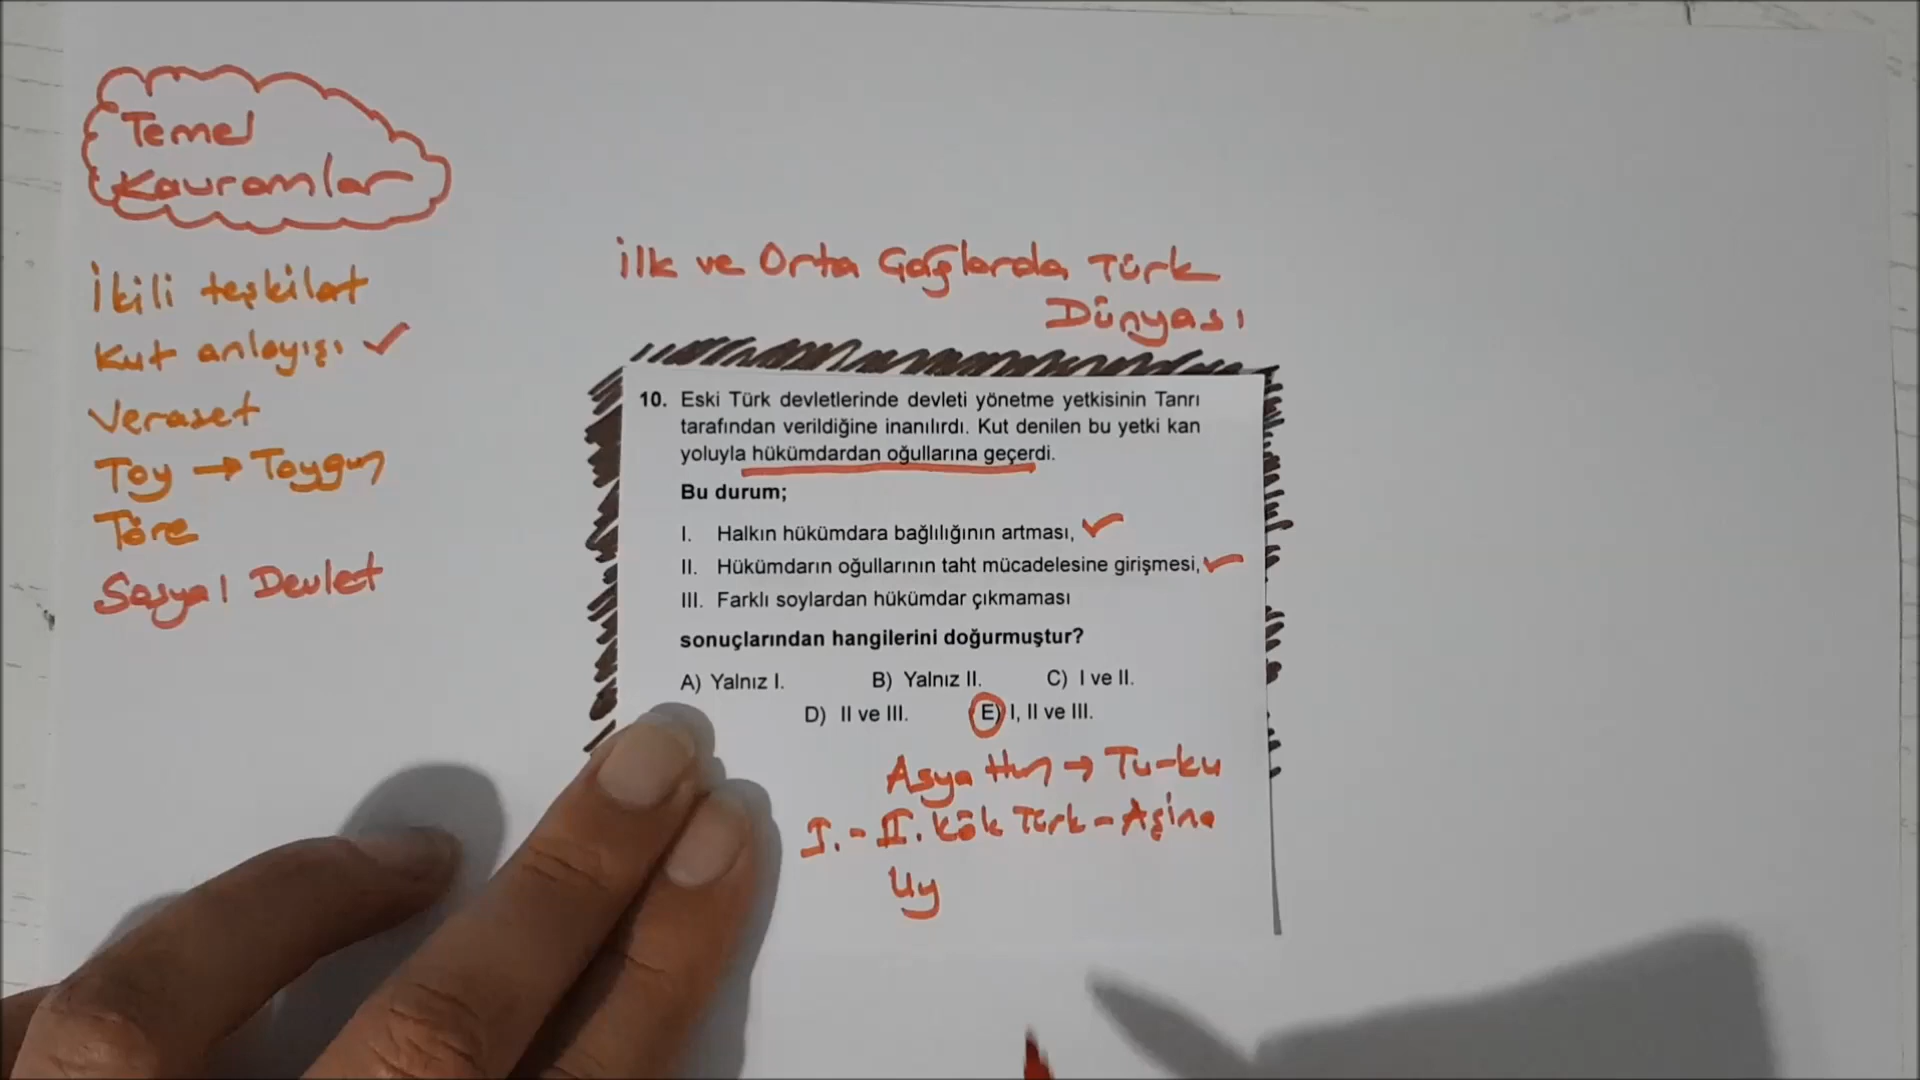 Temel
Kavramlar
İkili teşkilat
Kut anlayışı ✓
Veraset
Toy → Toygun
Töre
Sosyal Devlet
İlk ve Orta Çağlarda Türk
Dünyası
10. Eski Türk devletlerinde devleti yönetme yetkisinin Tanrı
tarafından verildiğine inanılırdı. Kut denilen bu yetki kan
yoluyla hükümdardan oğullarına geçerdi.
Bu durum;
I. Halkın hükümdara bağlılığının artması, ✓
II. Hükümdarın oğullarının taht mücadelesine girişmesi, ✓
III. Farklı soylardan hükümdar çıkmaması
sonuçlarından hangilerini doğurmuştur?
A) Yalnız I. B) Yalnız II. C) I ve II.
D) II ve III. E) I, II ve III.
Asya Hun → Tu-ku
I. - II. Kök Türk - Aşina
Uy